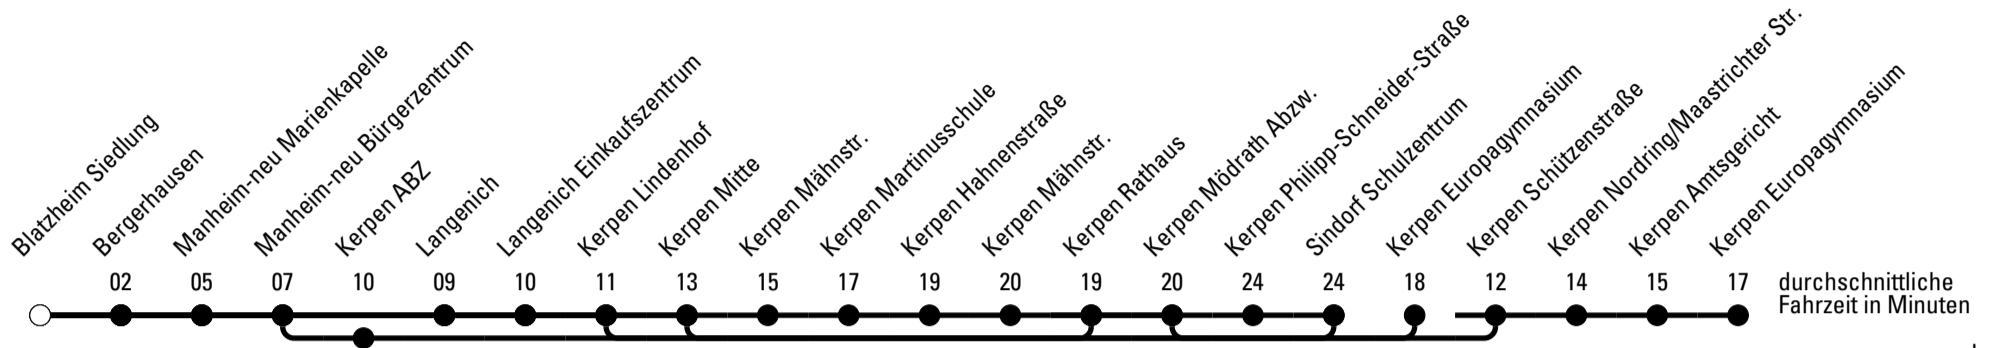 Blatzheim Siedlung
Bergerhausen
Manheim-neu Marienkapelle
Manheim-neu Bürgerzentrum
Kerpen ABZ
Langenich
Langenich Einkaufszentrum
Kerpen Lindenhof
Kerpen Mitte
Kerpen Mähnstr.
Kerpen Martinusschule
Kerpen Hahnenstraße
Kerpen Mähnstr.
Kerpen Rathaus
Kerpen Mödrath Abzw.
Kerpen Philipp-Schneider-Straße
Sindorf Schulzentrum
Kerpen Europagymnasium
Kerpen Schützenstraße
Kerpen Nordring/Maastrichter Str.
Kerpen Amtsgericht
Kerpen Europagymnasium
02 05 07 10 09 10 11 13 15 17 19 20 19 20 24 24 18 12 14 15 17 durchschnittliche
Fahrzeit in Minuten